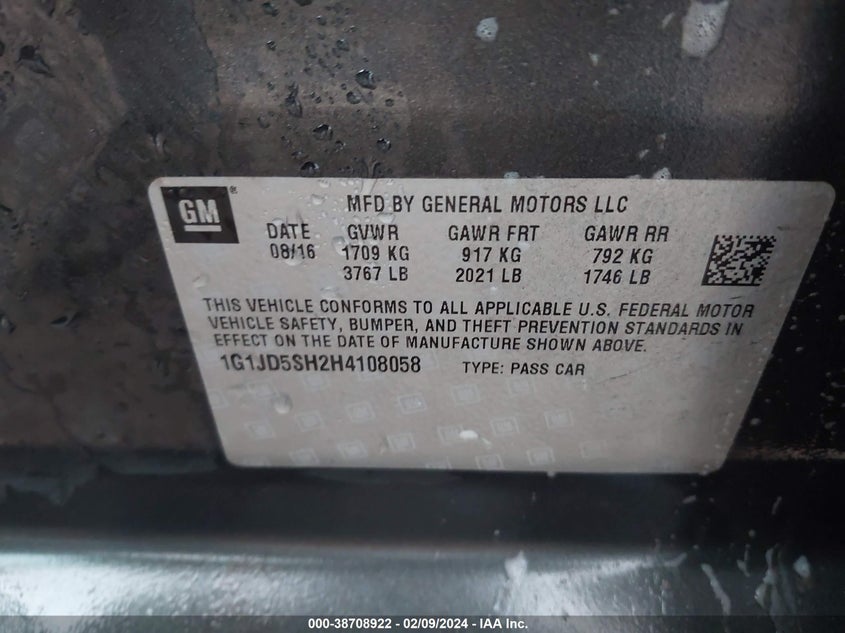 GM®
MFD BY GENERAL MOTORS LLC
DATE GVWR GAWR FRT GAWR RR
08/16 1709 KG 917 KG 792 KG
3767 LB 2021 LB 1746 LB
THIS VEHICLE CONFORMS TO ALL APPLICABLE U.S. FEDERAL MOTOR
VEHICLE SAFETY, BUMPER, AND THEFT PREVENTION STANDARDS IN
EFFECT ON THE DATE OF MANUFACTURE SHOWN ABOVE.
1G1JD5SH2H4108058 TYPE: PASS CAR
000-38708922 - 02/09/2024 - IAA Inc.